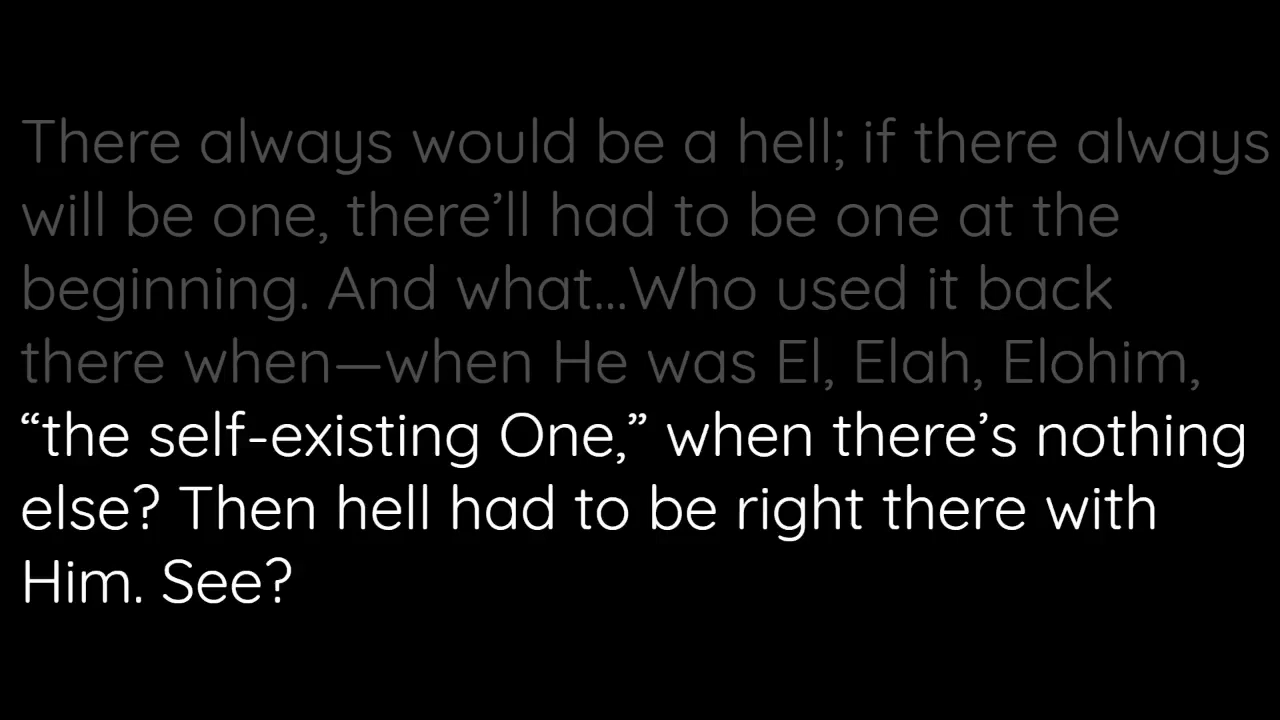 There always would be a hell; if there always
will be one, there’ll had to be one at the
beginning. And what...Who used it back
there when—when He was El, Elah, Elohim,
“the self-existing One,” when there’s nothing
else? Then hell had to be right there with
Him. See?